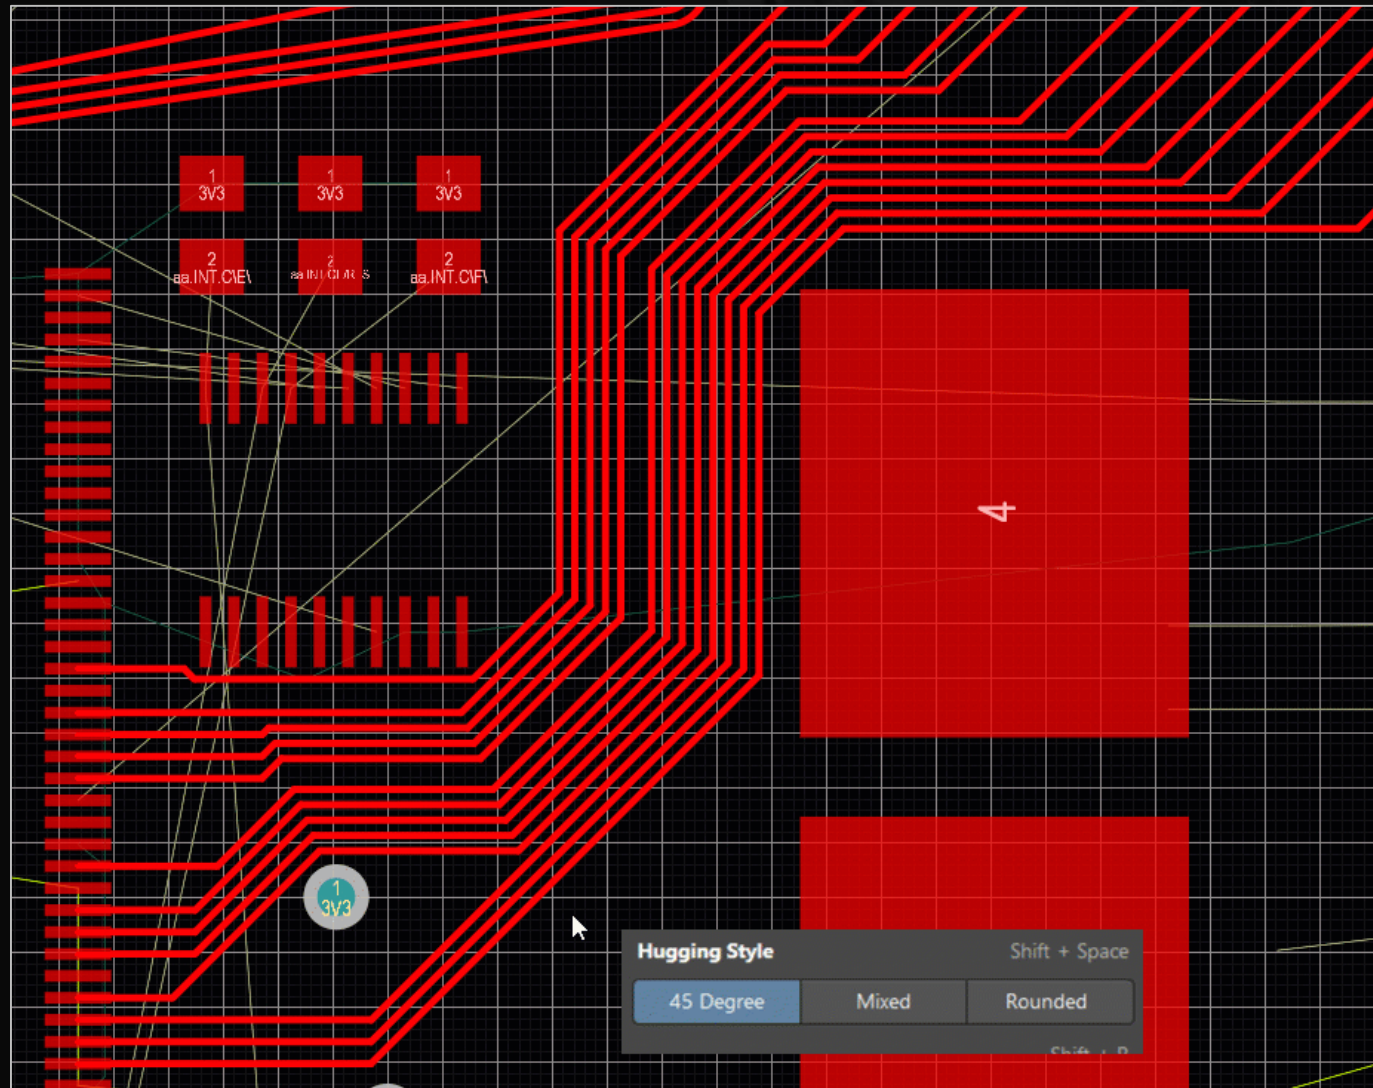 1 1 1
3V3 3V3 3V3
2 2 2
aa.INT.C\E\ aa.INT.C\F\
4
1
3V3
Hugging Style Shift + Space
45 Degree Mixed Rounded